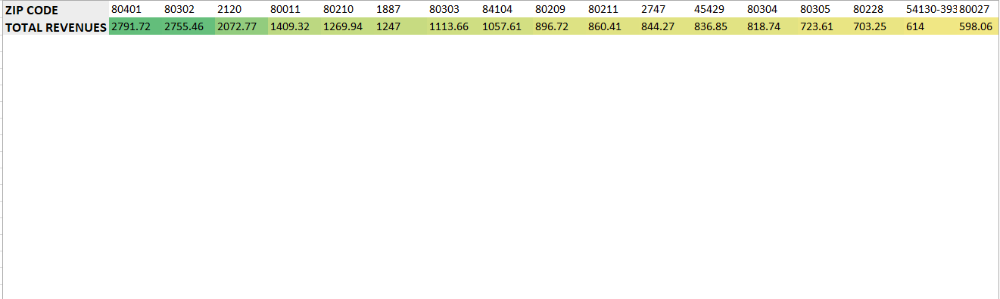 ZIP CODE 80401 80302 2120 80011 80210 1887 80303 84104 80209 80211 2747 45429 80304 80305 80228 54130-393 80027
TOTAL REVENUES 2791.72 2755.46 2072.77 1409.32 1269.94 1247 1113.66 1057.61 896.72 860.41 844.27 836.85 818.74 723.61 703.25 614 598.06